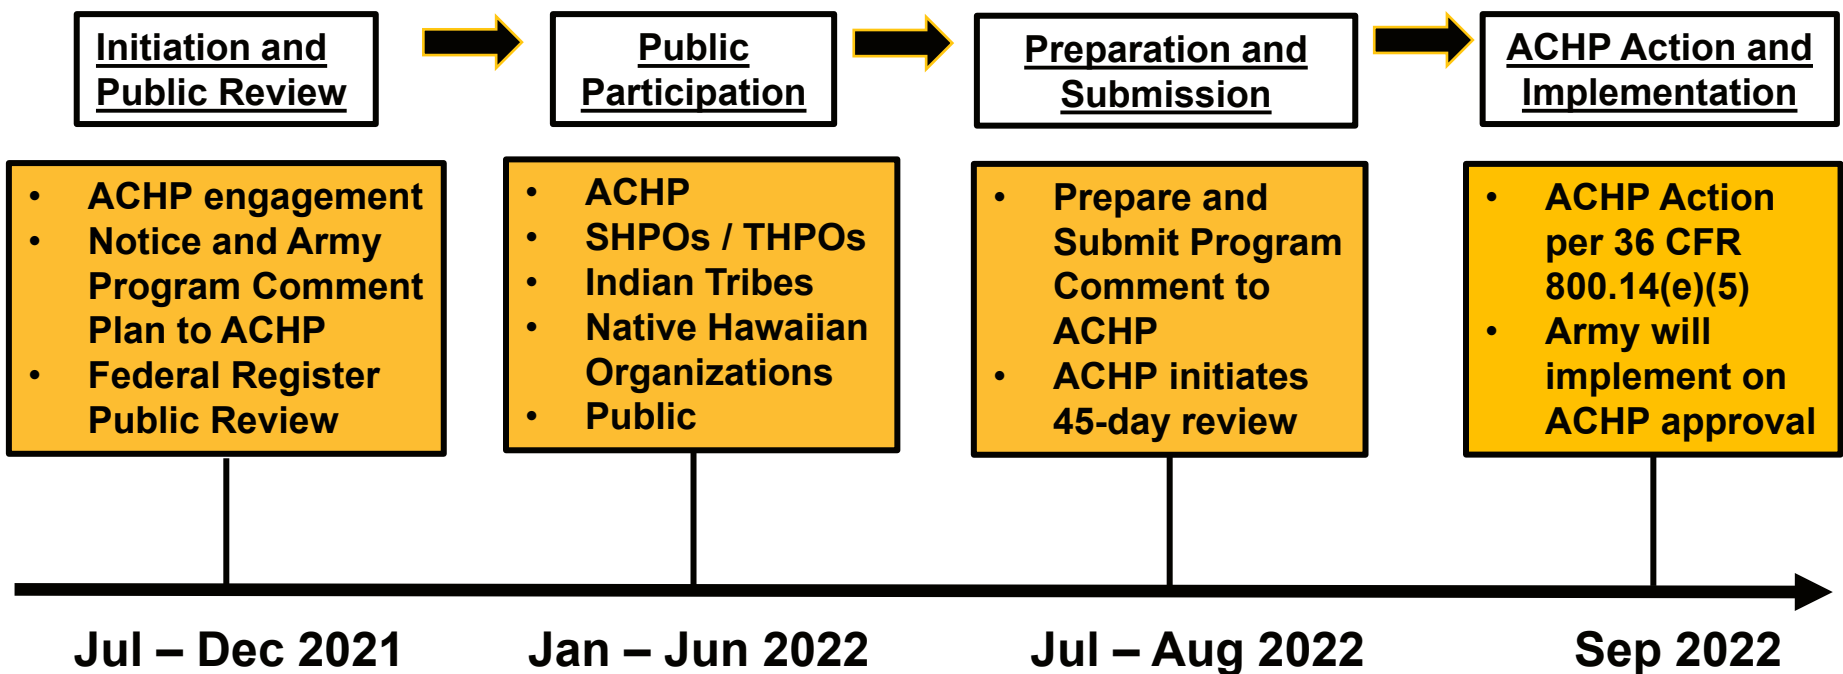 Initiation and
Public Review
Public
Participation
Preparation and
Submission
ACHP Action and
Implementation
• ACHP engagement
• Notice and Army
Program Comment
Plan to ACHP
• Federal Register
Public Review
• ACHP
• SHPOs / THPOs
• Indian Tribes
• Native Hawaiian
Organizations
• Public
• Prepare and
Submit Program
Comment to
ACHP
• ACHP initiates
45-day review
• ACHP Action
per 36 CFR
800.14(e)(5)
• Army will
implement on
ACHP approval
Jul – Dec 2021
Jan – Jun 2022
Jul – Aug 2022
Sep 2022